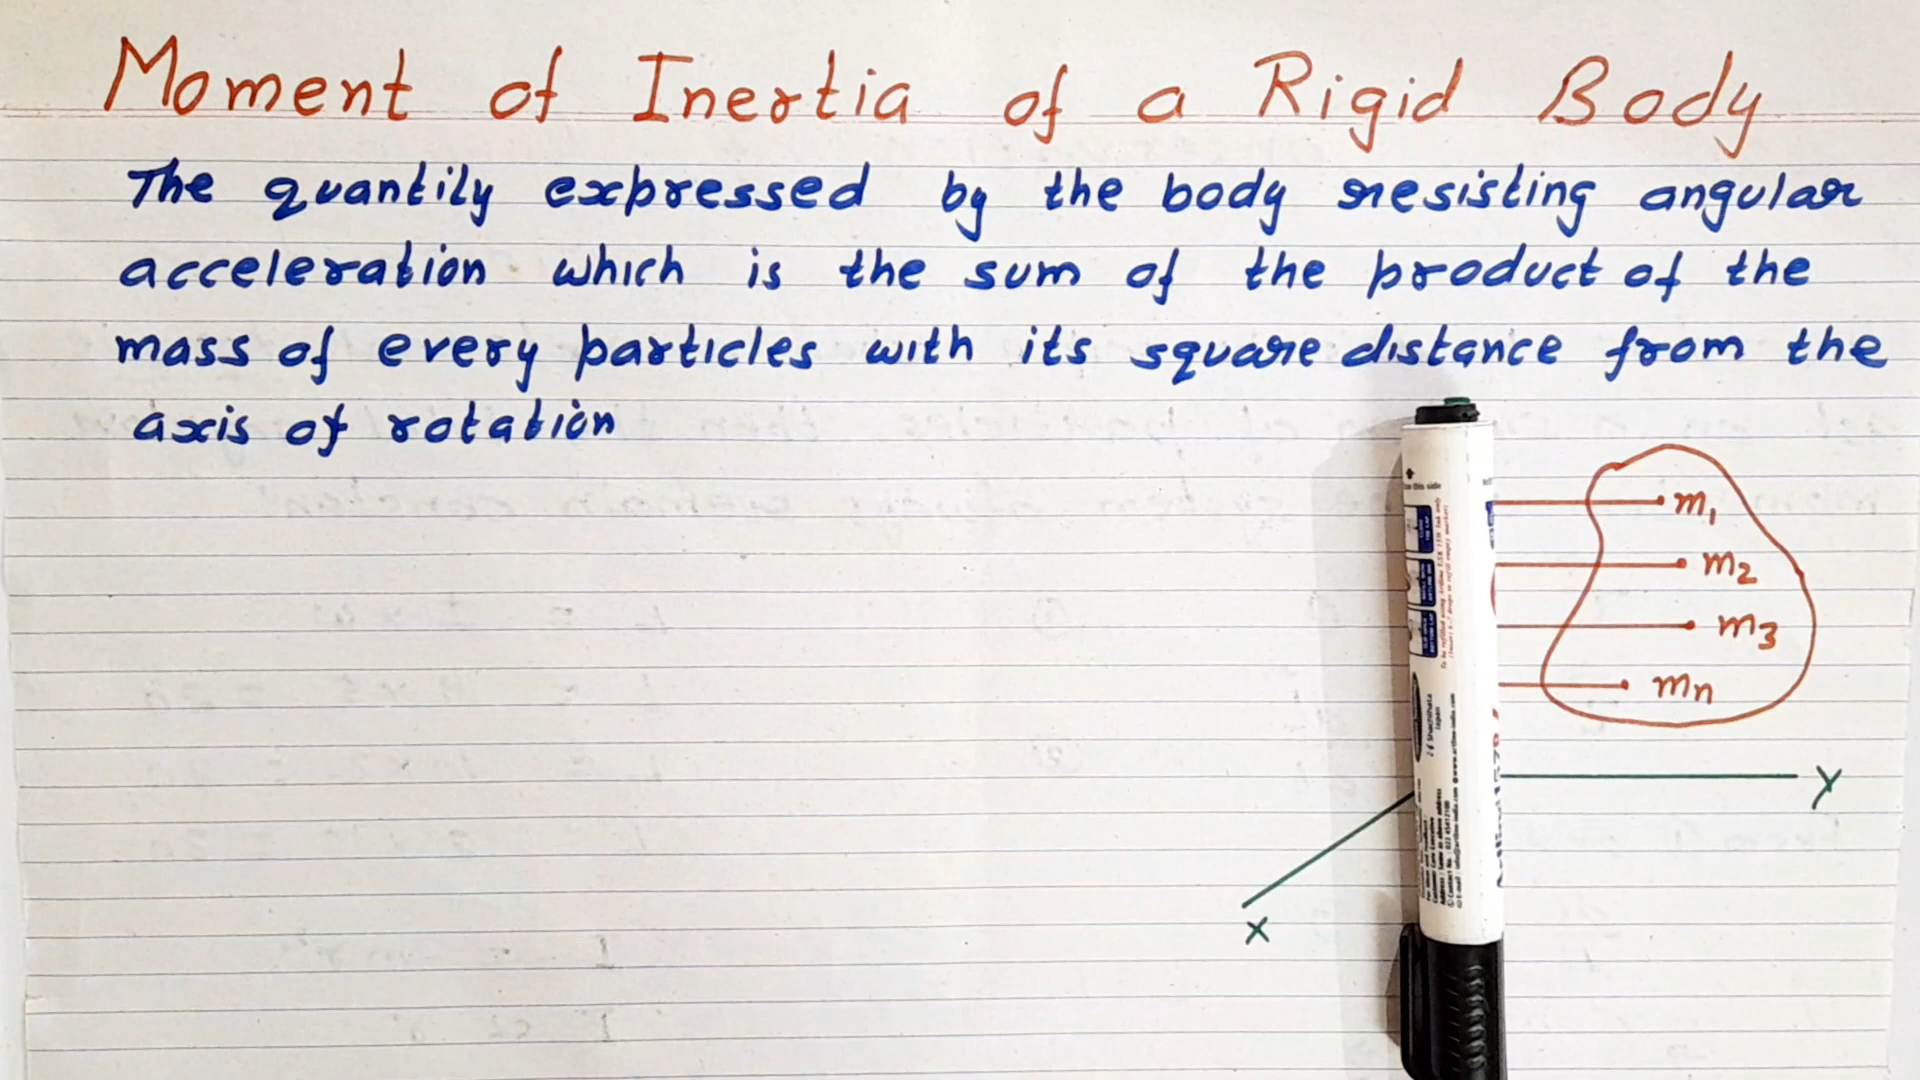 Moment of Inertia of a Rigid Body
The quantity expressed by the body resisting angular
acceleration which is the sum of the product of the
mass of every particles with its square distance from the
axis of rotation
m1
m2
m3
mn
Y
X